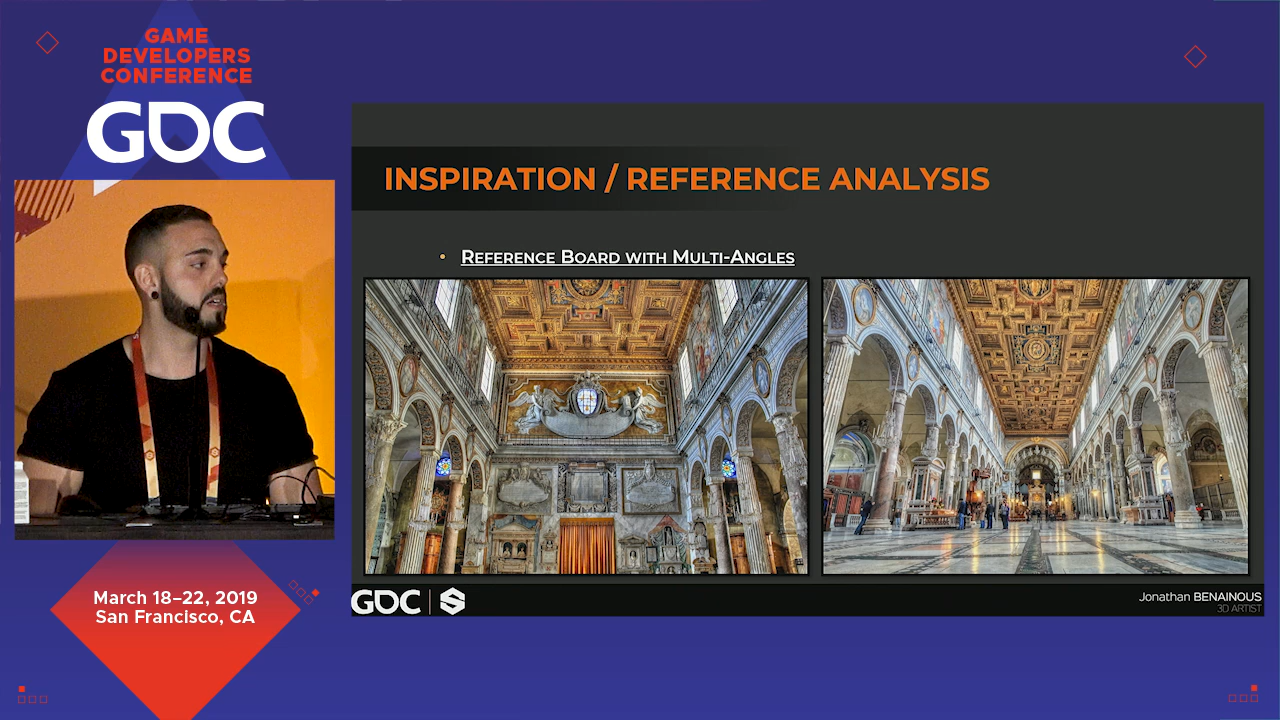 GAME
DEVELOPERS
CONFERENCE
GDC
INSPIRATION / REFERENCE ANALYSIS
• REFERENCE BOARD WITH MULTI-ANGLES
GDC
Jonathan BENAINOUS
3D ARTIST
March 18–22, 2019
San Francisco, CA